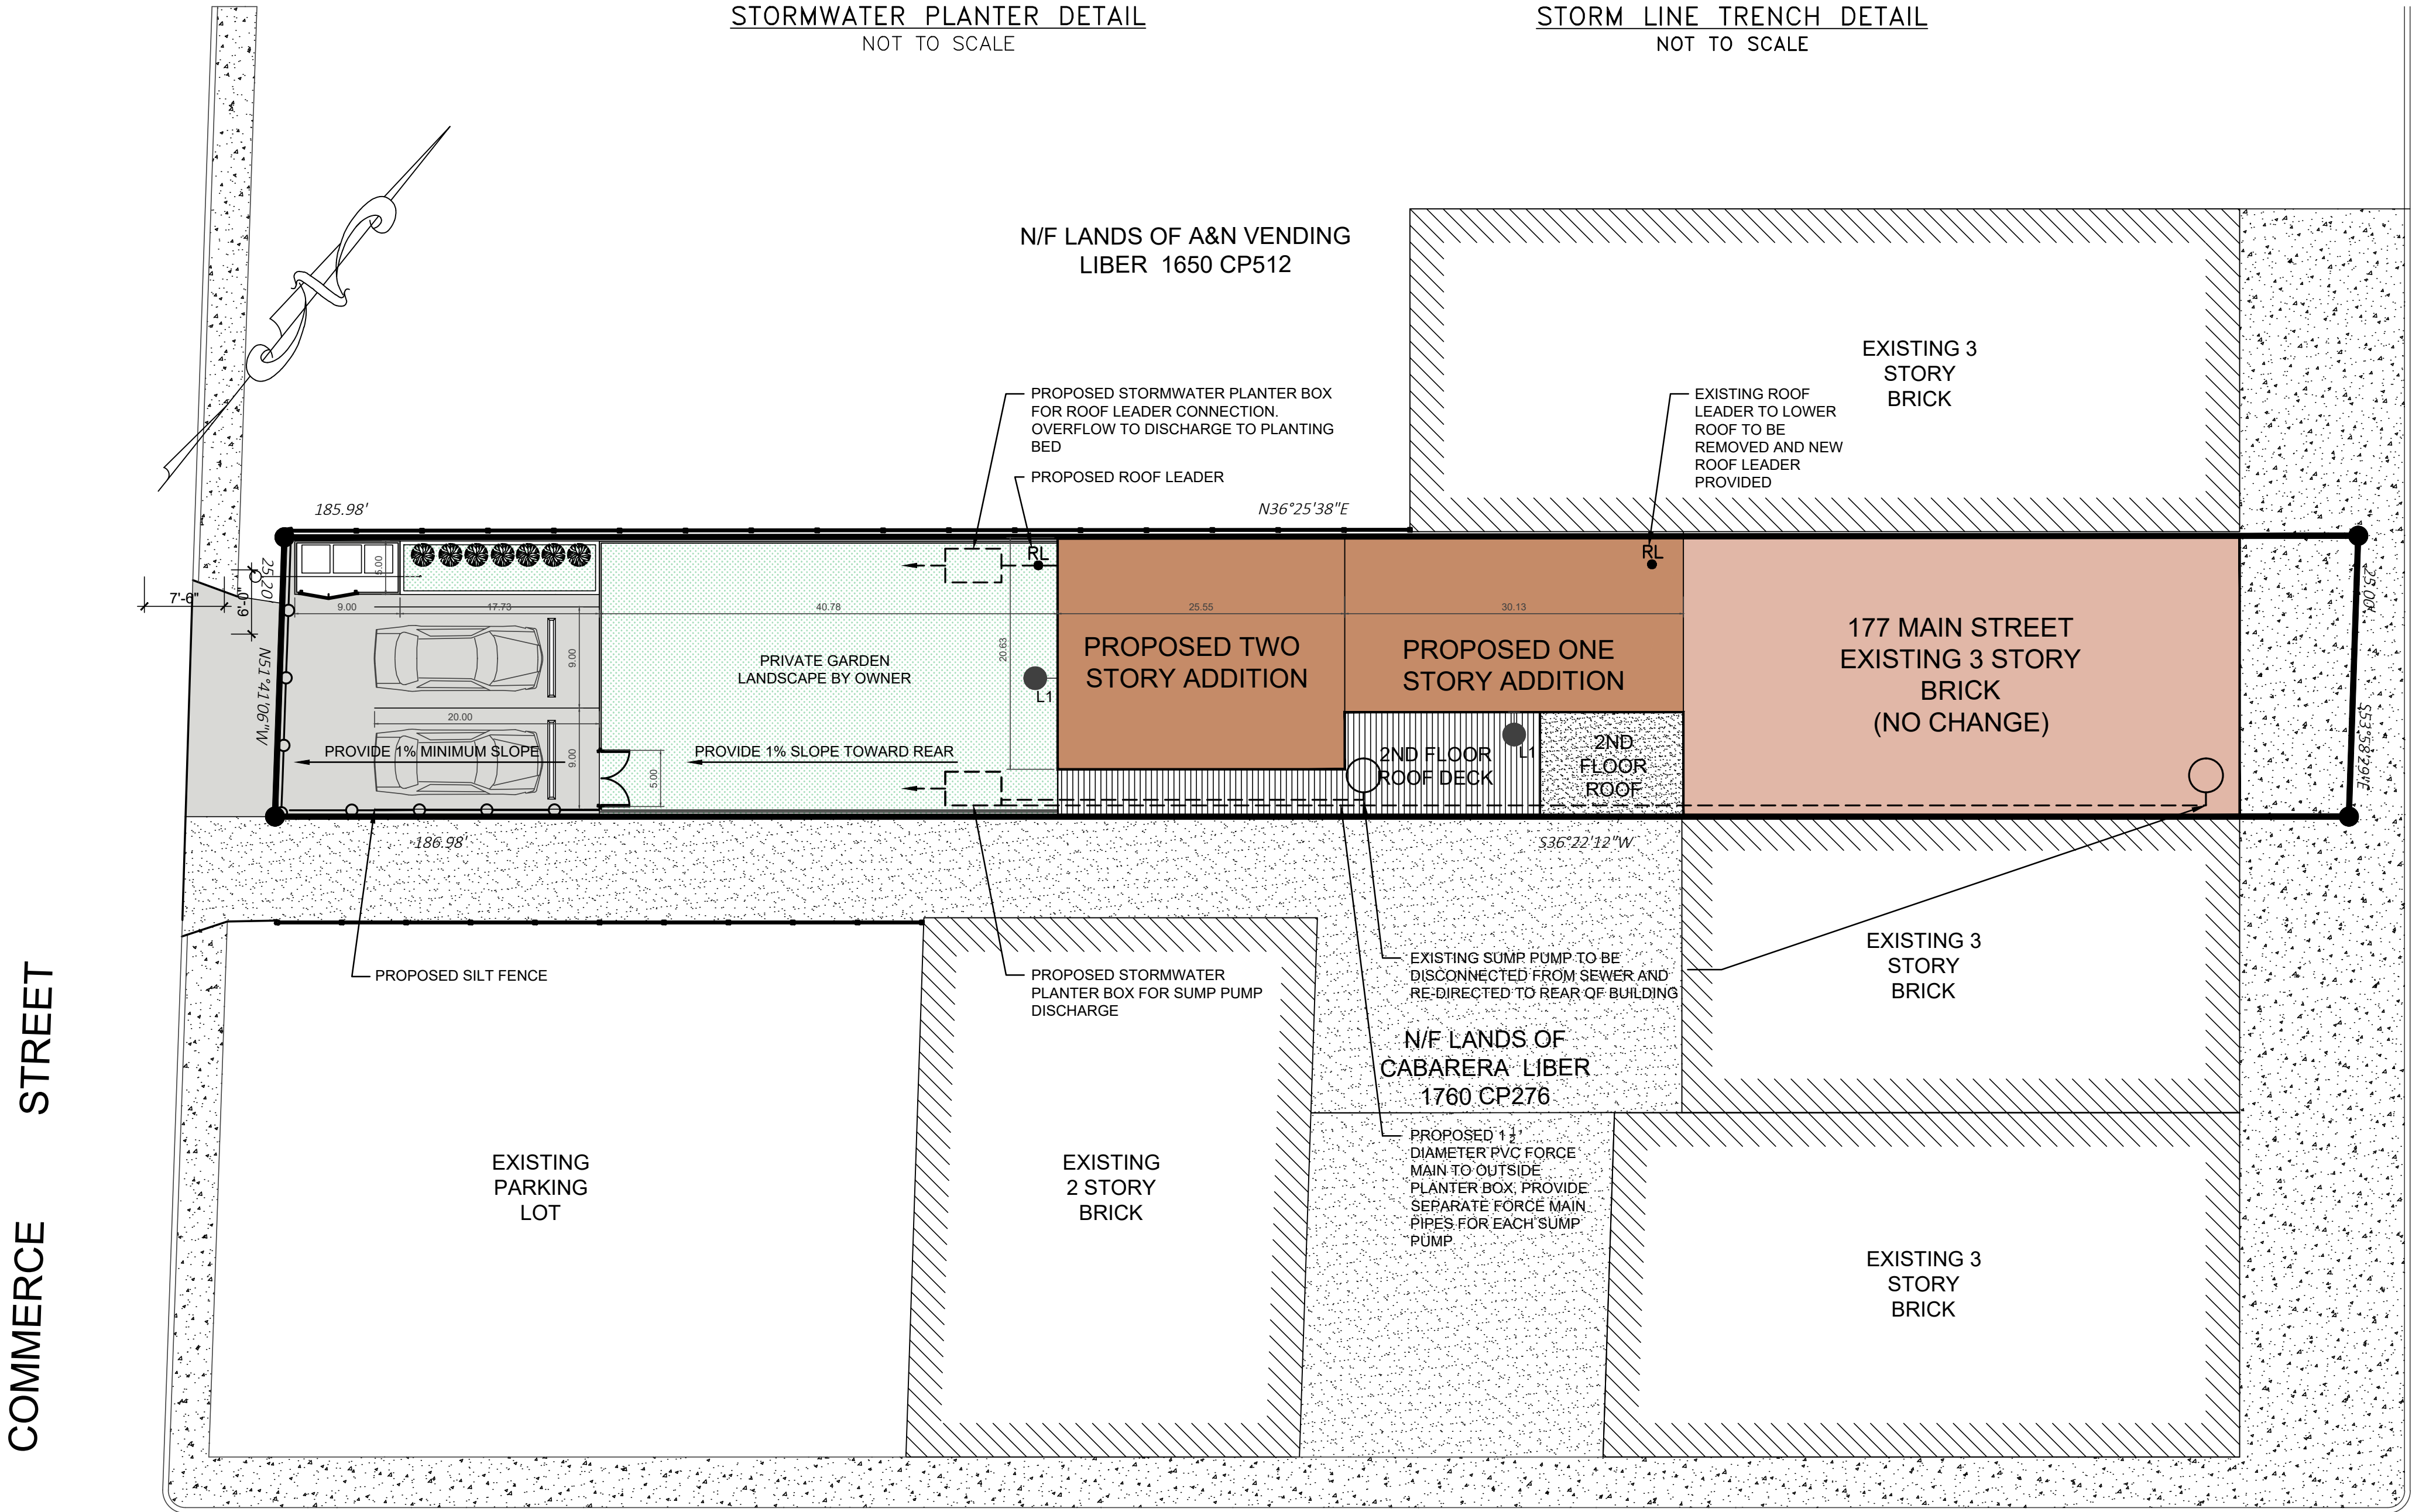 STORMWATER PLANTER DETAIL
NOT TO SCALE
STORM LINE TRENCH DETAIL
NOT TO SCALE
N/F LANDS OF A&N VENDING
LIBER 1650 CP512
EXISTING 3
STORY
BRICK
PROPOSED STORMWATER PLANTER BOX
FOR ROOF LEADER CONNECTION.
OVERFLOW TO DISCHARGE TO PLANTING
BED
PROPOSED ROOF LEADER
EXISTING ROOF
LEADER TO LOWER
ROOF TO BE
REMOVED AND NEW
ROOF LEADER
PROVIDED
185.98'
N36°25'38"E
25.20
N51°41'06"W
7'-6"
6'-0"
5.00
9.00
17.73
40.78
25.55
30.13
RL
RL
20.63
9.00
20.00
9.00
5.00
PRIVATE GARDEN
LANDSCAPE BY OWNER
L1
PROVIDE 1% MINIMUM SLOPE
PROVIDE 1% SLOPE TOWARD REAR
PROPOSED TWO
STORY ADDITION
PROPOSED ONE
STORY ADDITION
2ND FLOOR
ROOF DECK
L1
2ND
FLOOR
ROOF
177 MAIN STREET
EXISTING 3 STORY
BRICK
(NO CHANGE)
25.00'
S53°58'29"E
186.98'
S36°22'12"W
PROPOSED SILT FENCE
PROPOSED STORMWATER
PLANTER BOX FOR SUMP PUMP
DISCHARGE
EXISTING SUMP PUMP TO BE
DISCONNECTED FROM SEWER AND
RE-DIRECTED TO REAR OF BUILDING
N/F LANDS OF
CABARERA LIBER
1760 CP276
PROPOSED 1 1/2"
DIAMETER PVC FORCE
MAIN TO OUTSIDE
PLANTER BOX, PROVIDE
SEPARATE FORCE MAIN
PIPES FOR EACH SUMP
PUMP
EXISTING 3
STORY
BRICK
EXISTING
PARKING
LOT
EXISTING
2 STORY
BRICK
EXISTING 3
STORY
BRICK
COMMERCE STREET